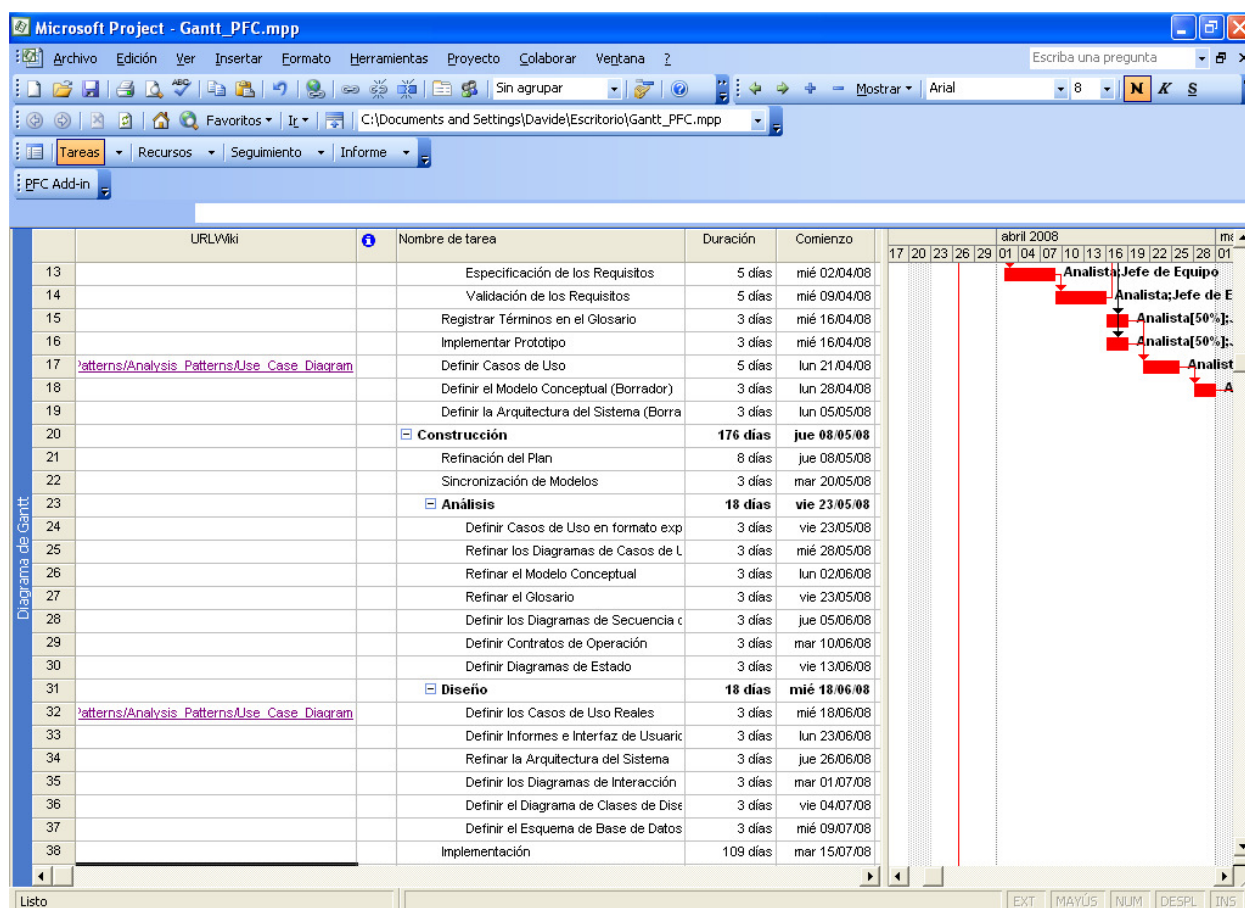 Microsoft Project - Gantt_PFC.mpp
Archivo Edición Ver Insertar Formato Herramientas Proyecto Colaborar Ventana ? Escriba una pregunta
Sin agrupar Mostrar Arial 8 N K S
Favoritos Ir C:\Documents and Settings\Davide\Escritorio\Gantt_PFC.mpp
Tareas Recursos Seguimiento Informe
PFC Add-in
URLWiki Nombre de tarea Duración Comienzo abril 2008 ma
17 20 23 26 29 01 04 07 10 13 16 19 22 25 28 01
13 Especificación de los Requisitos 5 días mié 02/04/08 Analista;Jefe de Equipo
14 Validación de los Requisitos 5 días mié 09/04/08 Analista;Jefe de E
15 Registrar Términos en el Glosario 3 días mié 16/04/08 Analista[50%];
16 Implementar Prototipo 3 días mié 16/04/08 Analista[50%];
17 Patterns/Analysis_Patterns/Use_Case_Diagram Definir Casos de Uso 5 días lun 21/04/08 Analist
18 Definir el Modelo Conceptual (Borrador) 3 días lun 28/04/08 A
19 Definir la Arquitectura del Sistema (Borra 3 días lun 05/05/08
20 Construcción 176 días jue 08/05/08
21 Refinación del Plan 8 días jue 08/05/08
22 Sincronización de Modelos 3 días mar 20/05/08
23 Análisis 18 días vie 23/05/08
24 Definir Casos de Uso en formato exp 3 días vie 23/05/08
25 Refinar los Diagramas de Casos de U 3 días mié 28/05/08
26 Refinar el Modelo Conceptual 3 días lun 02/06/08
27 Refinar el Glosario 3 días vie 23/05/08
28 Definir los Diagramas de Secuencia d 3 días jue 05/06/08
29 Definir Contratos de Operación 3 días mar 10/06/08
30 Definir Diagramas de Estado 3 días vie 13/06/08
31 Diseño 18 días mié 18/06/08
32 Patterns/Analysis_Patterns/Use_Case_Diagram Definir los Casos de Uso Reales 3 días mié 18/06/08
33 Definir Informes e Interfaz de Usuario 3 días lun 23/06/08
34 Refinar la Arquitectura del Sistema 3 días jue 26/06/08
35 Definir los Diagramas de Interacción 3 días mar 01/07/08
36 Definir el Diagrama de Clases de Dise 3 días vie 04/07/08
37 Definir el Esquema de Base de Datos 3 días mié 09/07/08
38 Implementación 109 días mar 15/07/08
Diagrama de Gantt
Listo EXT MAYÚS NUM DESPL INS